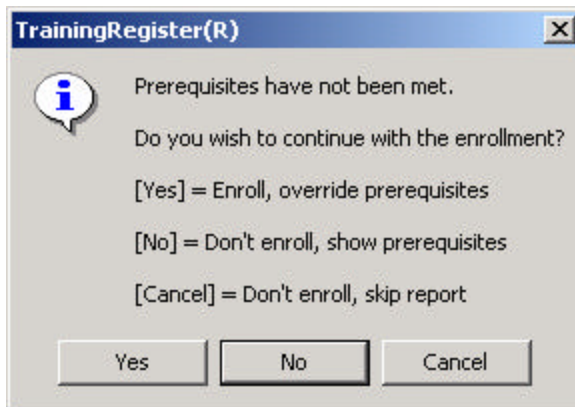 TrainingRegister(R)
Prerequisites have not been met.
Do you wish to continue with the enrollment?
[Yes] = Enroll, override prerequisites
[No] = Don't enroll, show prerequisites
[Cancel] = Don't enroll, skip report
Yes No Cancel